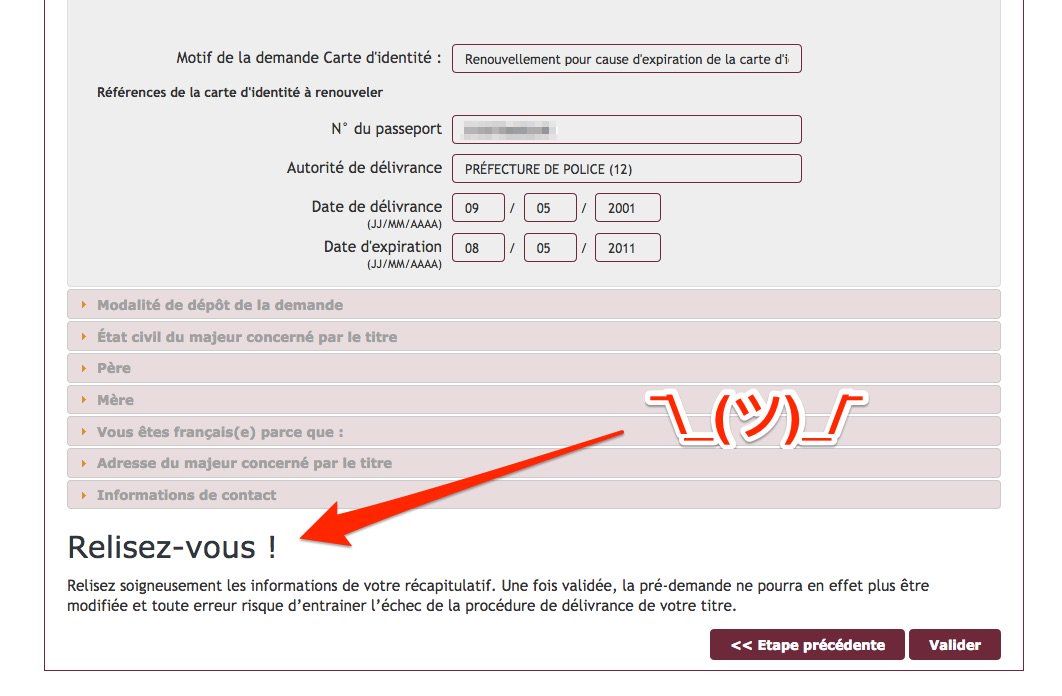 Motif de la demande Carte d'identité : Renouvellement pour cause d'expiration de la carte d'i
Références de la carte d'identité à renouveler
N° du passeport
Autorité de délivrance PRÉFECTURE DE POLICE (12)
Date de délivrance 09 / 05 / 2001
(JJ/MM/AAAA)
Date d'expiration 08 / 05 / 2011
(JJ/MM/AAAA)
Modalité de dépôt de la demande
État civil du majeur concerné par le titre
Père
Mère
¯\_(ツ)_/¯
Vous êtes français(e) parce que :
Adresse du majeur concerné par le titre
Informations de contact
Relisez-vous !
Relisez soigneusement les informations de votre récapitulatif. Une fois validée, la pré-demande ne pourra en effet plus être
modifiée et toute erreur risque d’entrainer l’échec de la procédure de délivrance de votre titre.
<< Etape précédente Valider